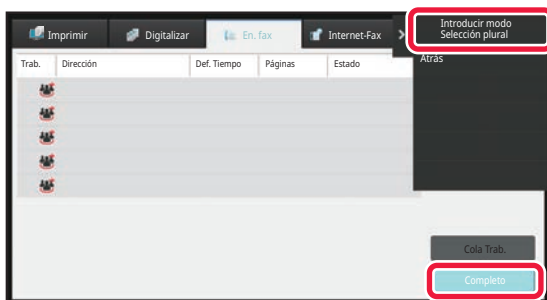 Imprimir
Digitalizar
En. fax
Internet-Fax
Introducir modo
Selección plural
Trab.
Dirección
Def. Tiempo
Páginas
Estado
Atrás
Cola Trab.
Completo